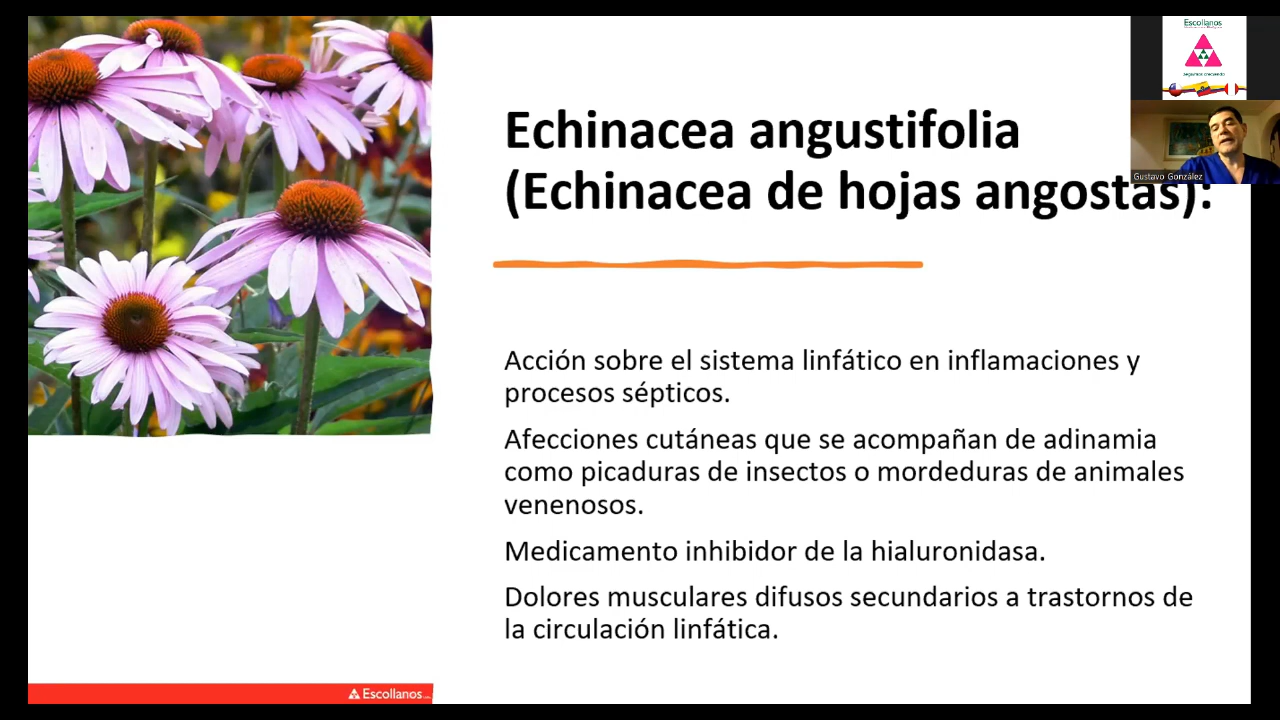 Escollanos
Echinacea angustifolia
(Echinacea de hojas angostas):
Gustavo González
Acción sobre el sistema linfático en inflamaciones y
procesos sépticos.
Afecciones cutáneas que se acompañan de adinamia
como picaduras de insectos o mordeduras de animales
venenosos.
Medicamento inhibidor de la hialuronidasa.
Dolores musculares difusos secundarios a trastornos de
la circulación linfática.
Escollanos